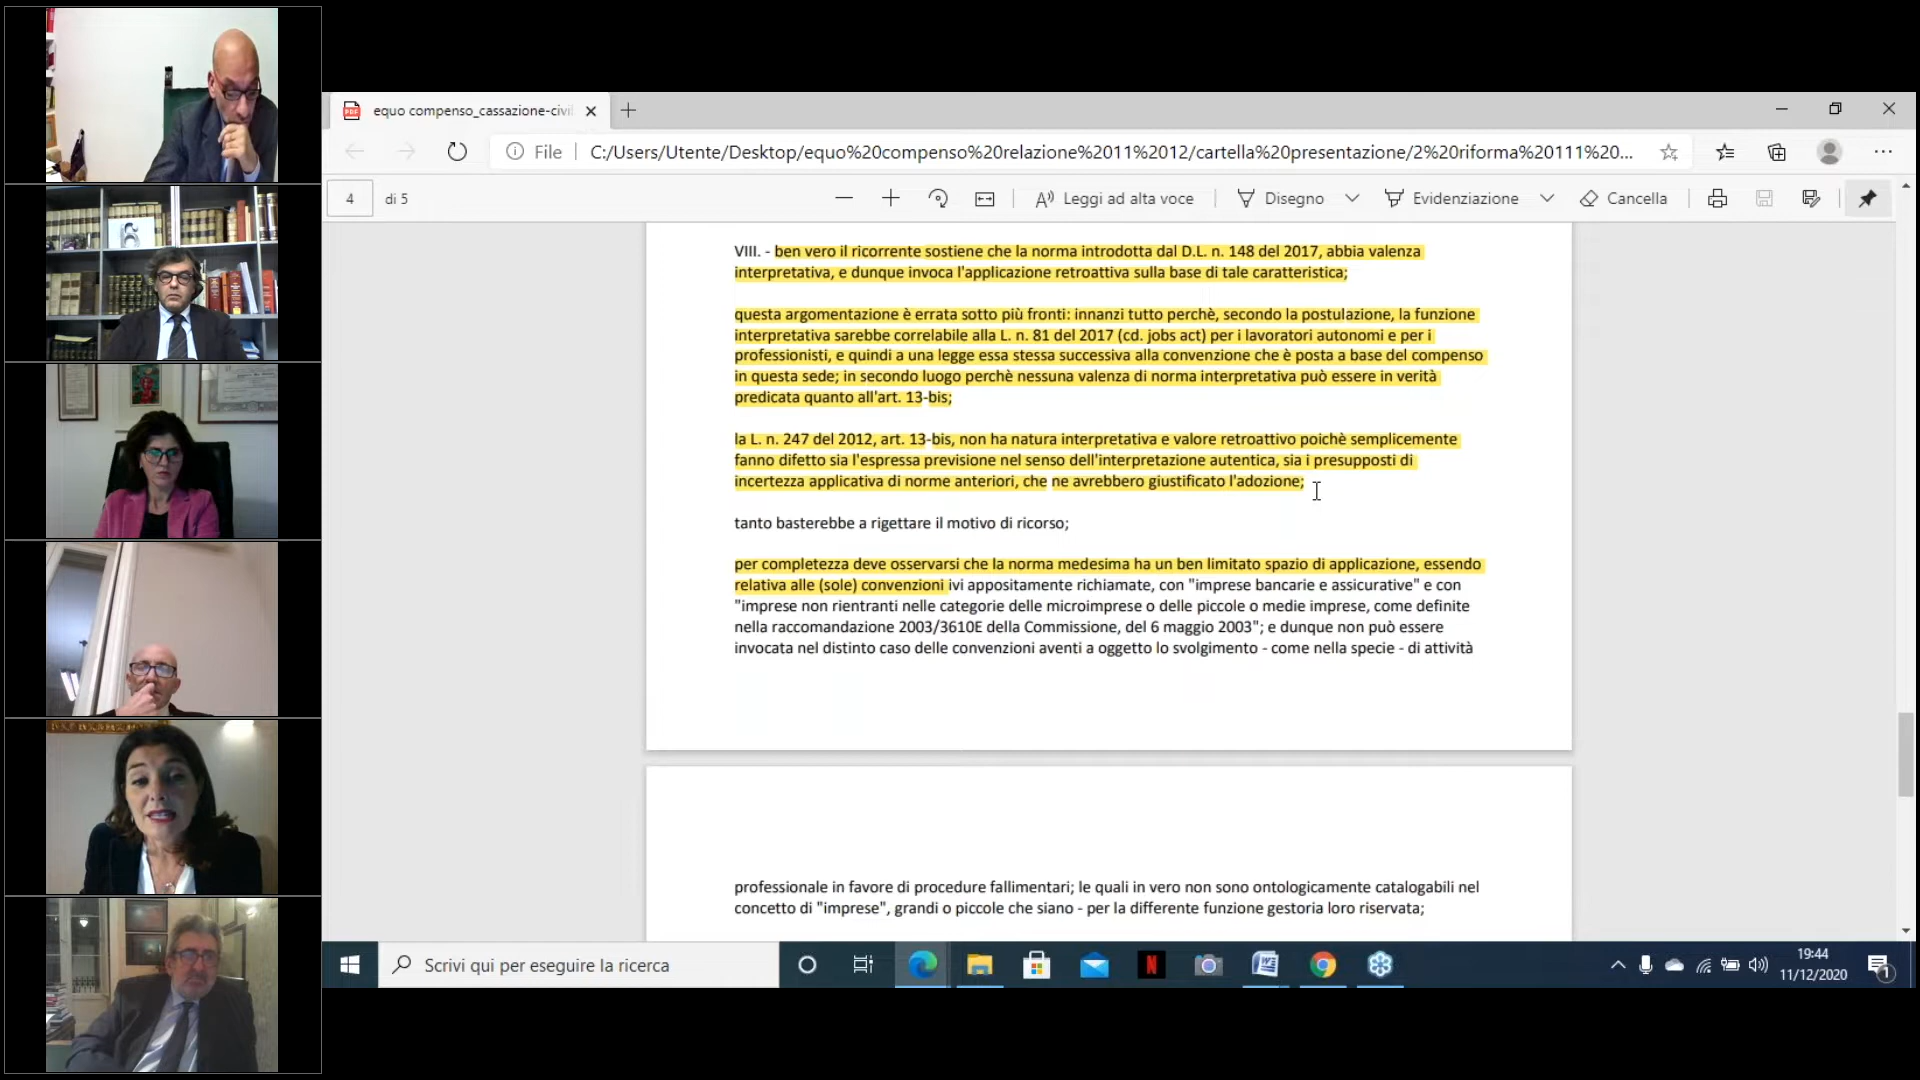 equo compenso_cassazione-civil
File
C:/Users/Utente/Desktop/equo%20compenso%20relazione%2011%2012/cartella%20presentazione/2%20riforma%20111%20...
4
di 5
Leggi ad alta voce
Disegno
Evidenziazione
Cancella
VIII. - ben vero il ricorrente sostiene che la norma introdotta dal D.L. n. 148 del 2017, abbia valenza
interpretativa, e dunque invoca l'applicazione retroattiva sulla base di tale caratteristica;
questa argomentazione è errata sotto più fronti: innanzi tutto perchè, secondo la postulazione, la funzione
interpretativa sarebbe correlabile alla L. n. 81 del 2017 (cd. jobs act) per i lavoratori autonomi e per i
professionisti, e quindi a una legge essa stessa successiva alla convenzione che è posta a base del compenso
in questa sede; in secondo luogo perchè nessuna valenza di norma interpretativa può essere in verità
predicata quanto all'art. 13-bis;
la L. n. 247 del 2012, art. 13-bis, non ha natura interpretativa e valore retroattivo poichè semplicemente
fanno difetto sia l'espressa previsione nel senso dell'interpretazione autentica, sia i presupposti di
incertezza applicativa di norme anteriori, che ne avrebbero giustificato l'adozione;
tanto basterebbe a rigettare il motivo di ricorso;
per completezza deve osservarsi che la norma medesima ha un ben limitato spazio di applicazione, essendo
relativa alle (sole) convenzioni ivi appositamente richiamate, con "imprese bancarie e assicurative" e con
"imprese non rientranti nelle categorie delle microimprese o delle piccole o medie imprese, come definite
nella raccomandazione 2003/3610E della Commissione, del 6 maggio 2003"; e dunque non può essere
invocata nel distinto caso delle convenzioni aventi a oggetto lo svolgimento - come nella specie - di attività
professionale in favore di procedure fallimentari; le quali in vero non sono ontologicamente catalogabili nel
concetto di "imprese", grandi o piccole che siano - per la differente funzione gestoria loro riservata;
Scrivi qui per eseguire la ricerca
19:44
11/12/2020
1